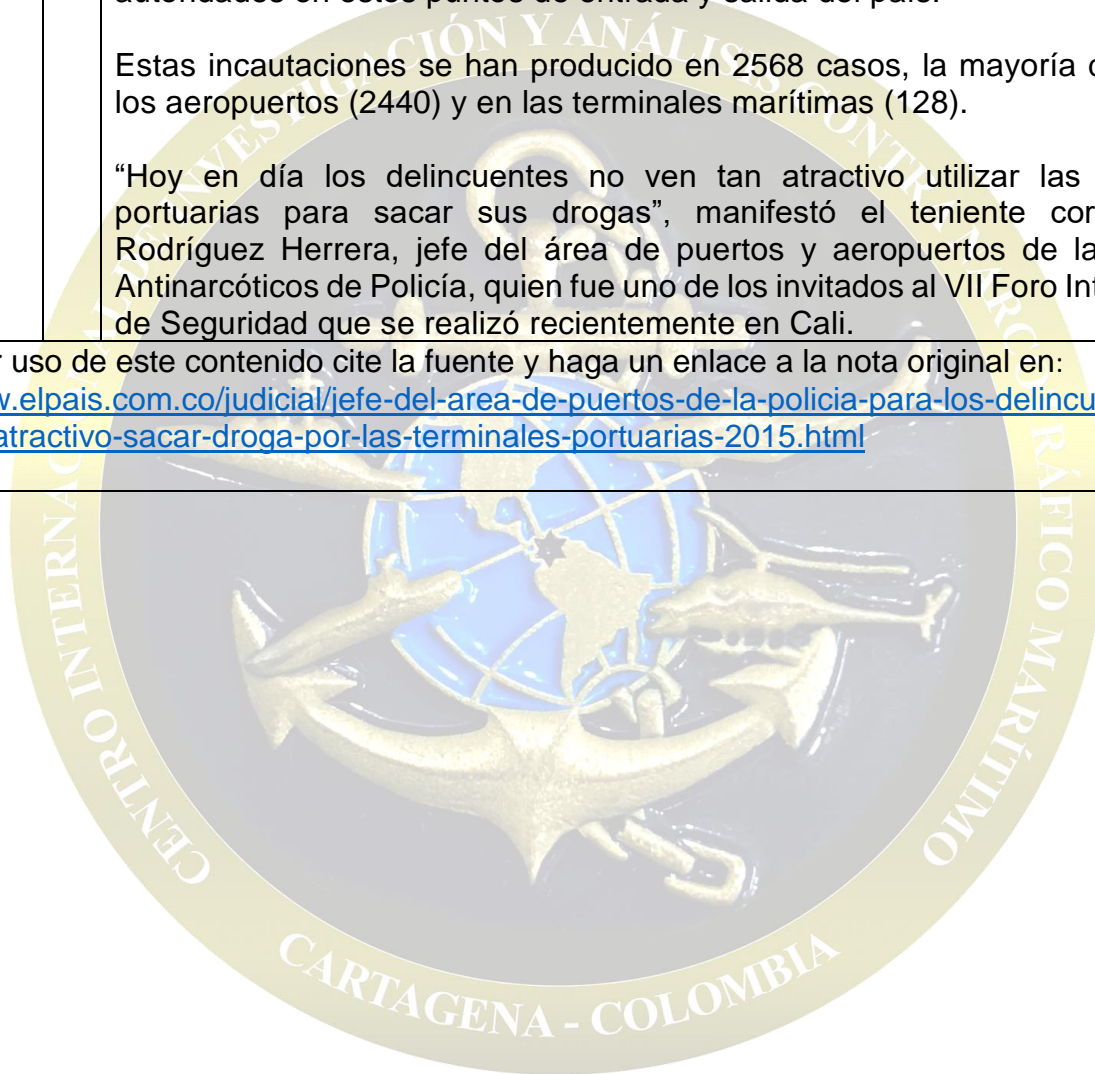 autoridades en estos puntos de entrada y salida del país.
Estas incautaciones se han producido en 2568 casos, la mayoría
los aeropuertos (2440) y en las terminales marítimas (128).
“Hoy en día los delincuentes no ven tan atractivo utilizar las
portuarias para sacar sus drogas”, manifestó el teniente
Rodríguez Herrera, jefe del área de puertos y aeropuertos de la
Antinarcóticos de Policía, quien fue uno de los invitados al VII Foro
de Seguridad que se realizó recientemente en Cali.
uso de este contenido cite la fuente y haga un enlace a la nota original en:
w.elpais.com.co/judicial/jefe-del-area-de-puertos-de-la-policia-para-los-delincu
atractivo-sacar-droga-por-las-terminales-portuarias-2015.html
CENTRO INTERNAC DE INVESTIGACIÓN Y ANÁLISIS CONTRA NARCOTRÁFICO MARÍTIMO
CARTAGENA - COLOMBIA